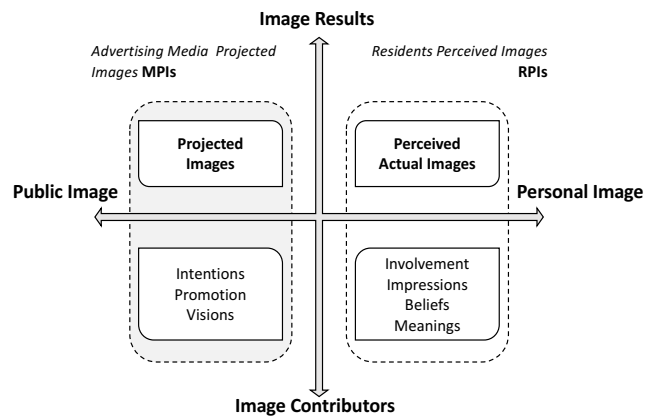 Image Results
Advertising Media Projected
Images MPIs
Residents Perceived Images
RPIs
Projected
Images
Perceived
Actual Images
Public Image
Personal Image
Intentions
Promotion
Visions
Involvement
Impressions
Beliefs
Meanings
Image Contributors